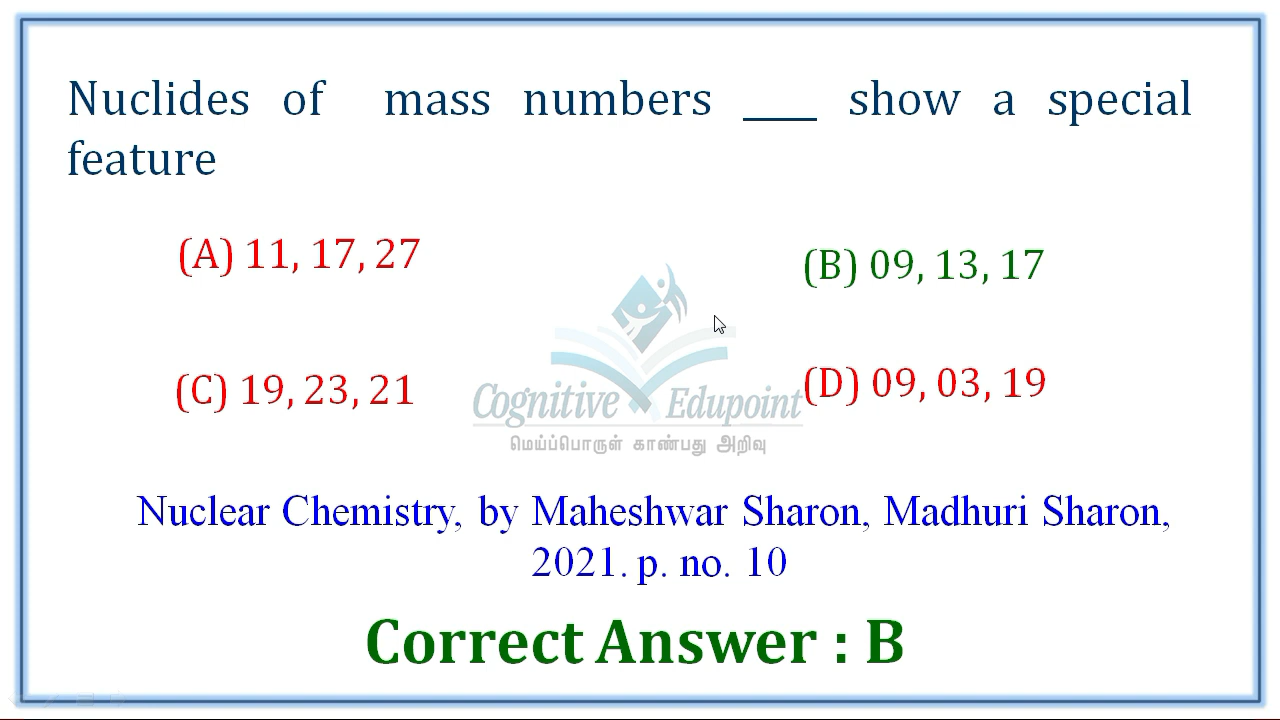 Nuclides of mass numbers ____ show a special
feature
(A) 11, 17, 27
(B) 09, 13, 17
(C) 19, 23, 21
(D) 09, 03, 19
Cognitive Edupoint
மெய்ப்பொருள் காண்பது அறிவு
Nuclear Chemistry, by Maheshwar Sharon, Madhuri Sharon,
2021. p. no. 10
Correct Answer : B